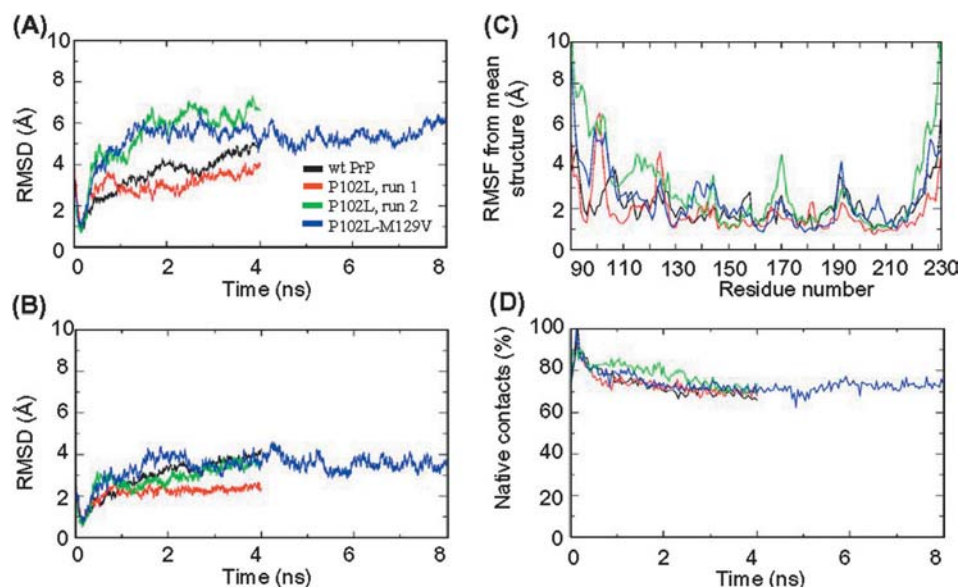 (A)
10
8
6
4
2
0
RMSD (Å)
wt PrP
P102L, run 1
P102L, run 2
P102L-M129V
0 2 4 6 8
Time (ns)
(B)
10
8
6
4
2
0
RMSD (Å)
0 2 4 6 8
Time (ns)
(C)
10
8
6
4
2
0
RMSF from mean
structure (Å)
90 110 130 150 170 190 210 230
Residue number
(D)
100
80
60
40
20
0
Native contacts (%)
0 2 4 6 8
Time (ns)